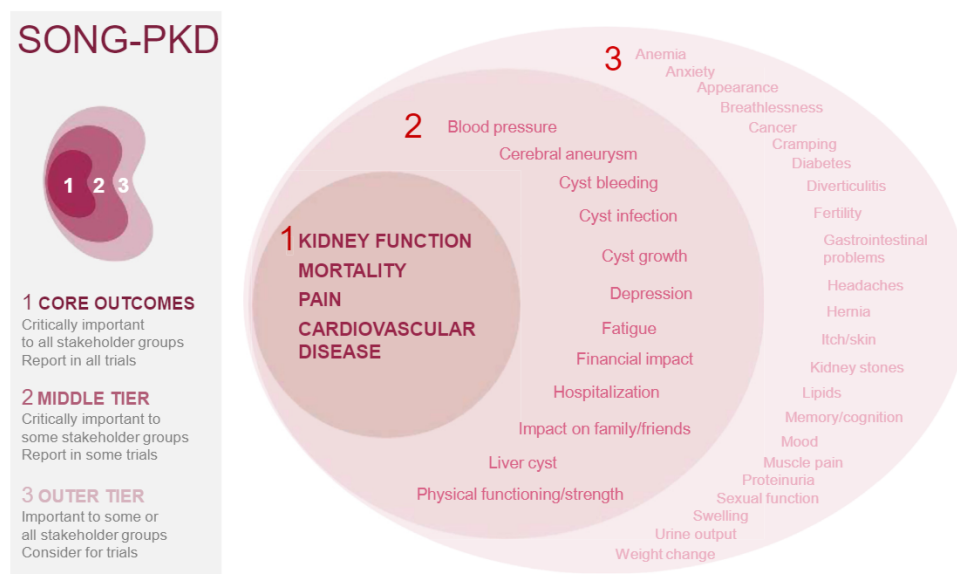 SONG-PKD
1 2 3
1 CORE OUTCOMES
Critically important
to all stakeholder groups
Report in all trials
2 MIDDLE TIER
Critically important to
some stakeholder groups
Report in some trials
3 OUTER TIER
Important to some or
all stakeholder groups
Consider for trials
1
KIDNEY FUNCTION
MORTALITY
PAIN
CARDIOVASCULAR
DISEASE
2
Blood pressure
Cerebral aneurysm
Cyst bleeding
Cyst infection
Cyst growth
Depression
Fatigue
Financial impact
Hospitalization
Impact on family/friends
Liver cyst
Physical functioning/strength
3
Anemia
Anxiety
Appearance
Breathlessness
Cancer
Cramping
Diabetes
Diverticulitis
Fertility
Gastrointestinal
problems
Headaches
Hernia
Itch/skin
Kidney stones
Lipids
Memory/cognition
Mood
Muscle pain
Proteinuria
Sexual function
Swelling
Urine output
Weight change